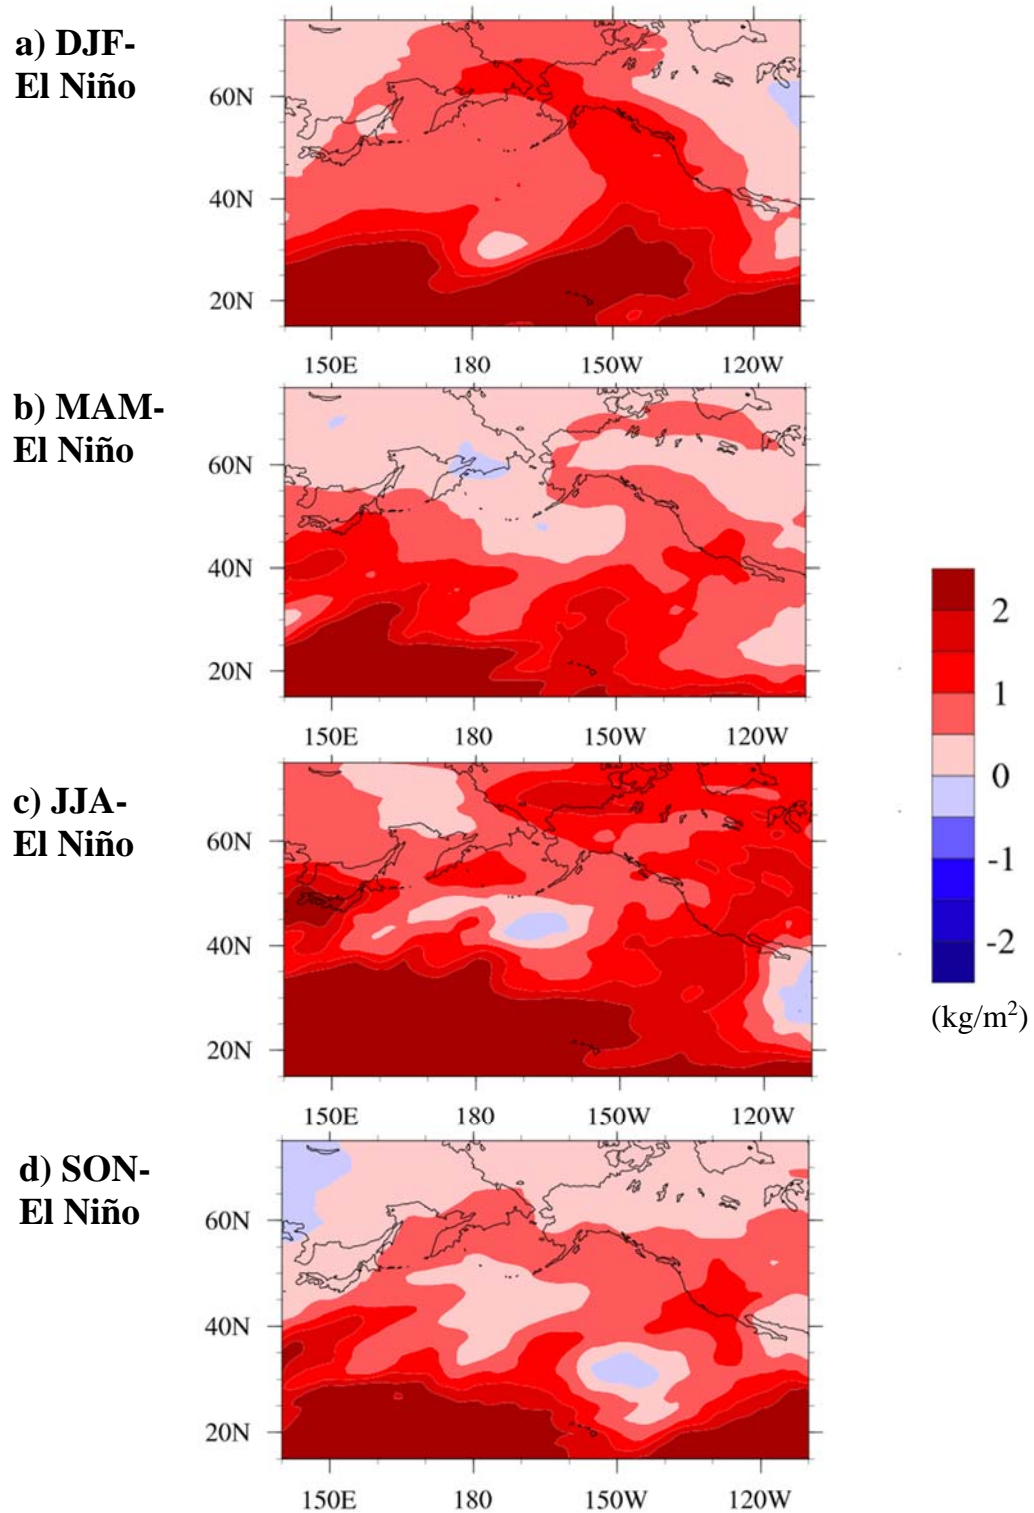 a) DJF-
El Niño
60N
40N
20N
150E 180 150W 120W
b) MAM-
El Niño
60N
40N
20N
150E 180 150W 120W
c) JJA-
El Niño
60N
40N
20N
150E 180 150W 120W
d) SON-
El Niño
60N
40N
20N
150E 180 150W 120W
2
1
0
-1
-2
(kg/m²)